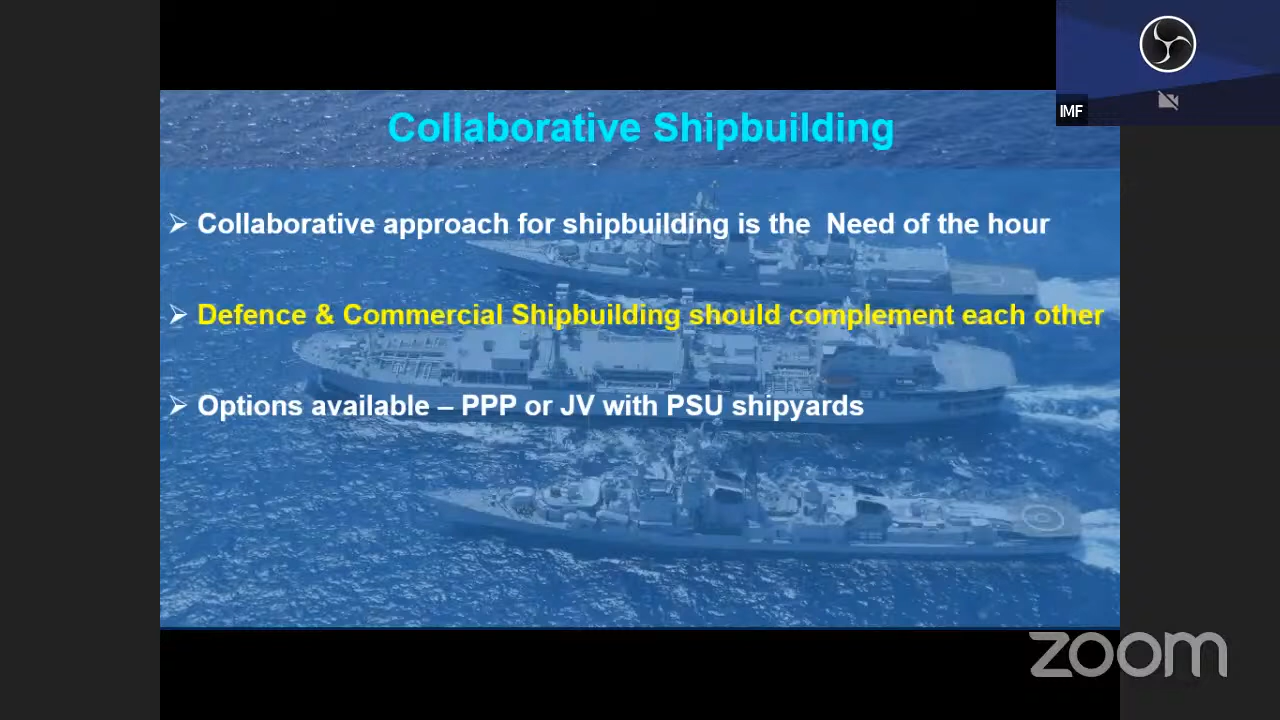 IMF
Collaborative Shipbuilding
➢ Collaborative approach for shipbuilding is the Need of the hour
➢ Defence & Commercial Shipbuilding should complement each other
➢ Options available – PPP or JV with PSU shipyards
zoom